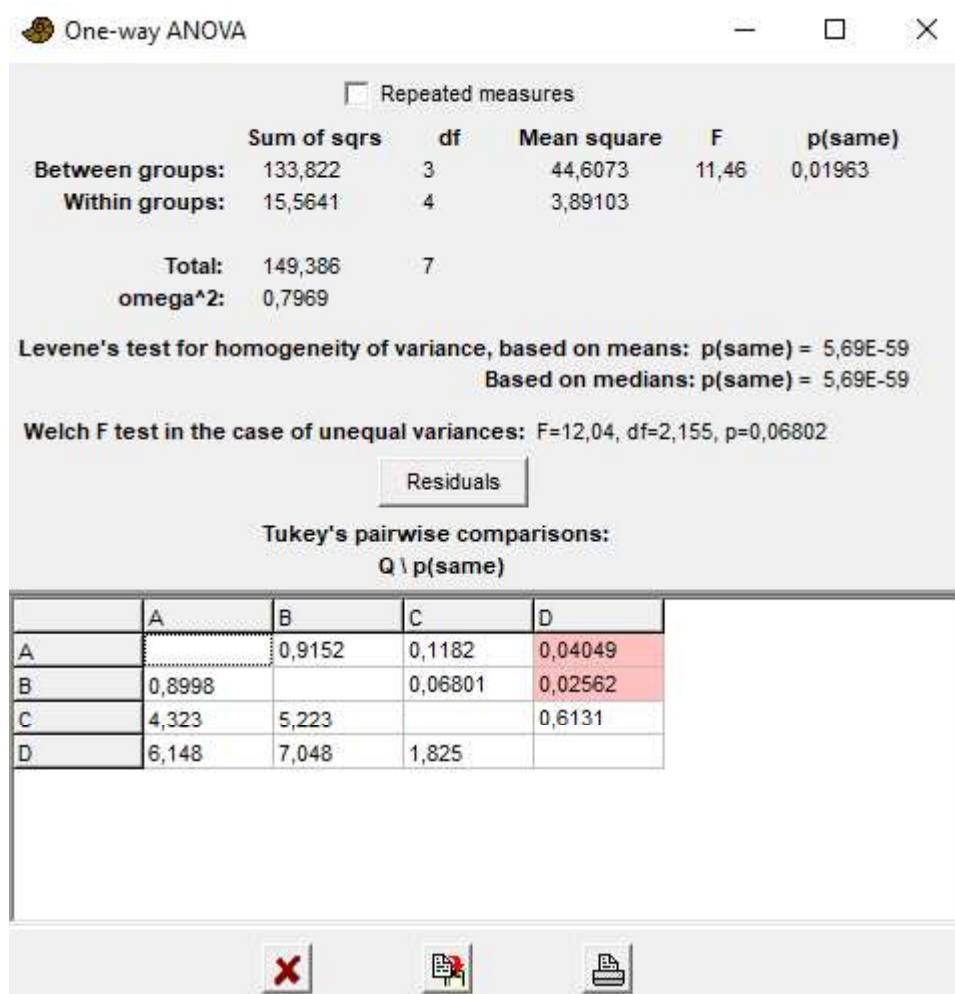 One-way ANOVA
Repeated measures
Sum of sqrs df Mean square F p(same)
Between groups: 133,822 3 44,6073 11,46 0,01963
Within groups: 15,5641 4 3,89103
Total: 149,386 7
omega^2: 0,7969
Levene's test for homogeneity of variance, based on means: p(same) = 5,69E-59
Based on medians: p(same) = 5,69E-59
Welch F test in the case of unequal variances: F=12,04, df=2,155, p=0,06802
Residuals
Tukey's pairwise comparisons:
Q \ p(same)
A B C D
A 0,9152 0,1182 0,04049
B 0,8998 0,06801 0,02562
C 4,323 5,223 0,6131
D 6,148 7,048 1,825